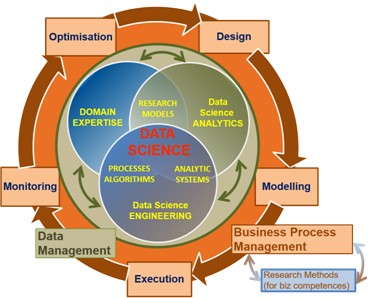 Optimisation
Design
DOMAIN
EXPERTISE
RESEARCH
MODELS
Data
Science
ANALYTICS
DATA
SCIENCE
PROCESSES
ALGORITHMS
ANALYTIC
SYSTEMS
Monitoring
Modelling
Data Science
ENGINEERING
Data
Management
Business Process
Management
Execution
Research Methods
(for biz competences)